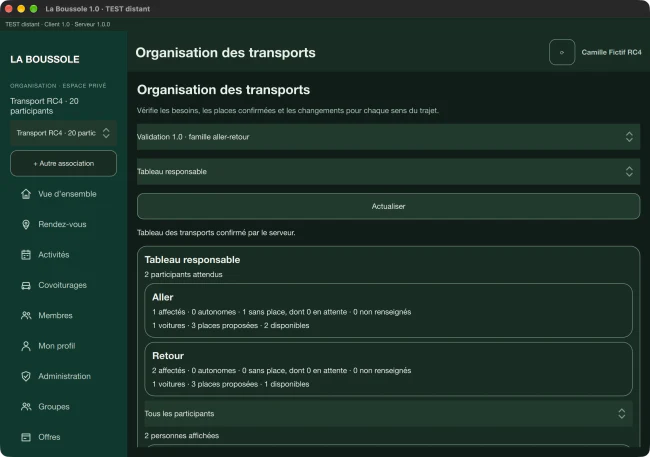 La Boussole 1.0 · TEST distant
TEST distant · Client 1.0 · Serveur 1.0.0
LA BOUSSOLE
ORGANISATION · ESPACE PRIVÉ
Transport RC4 · 20
participants
Transport RC4 · 20 partic
+ Autre association
Vue d'ensemble
Rendez-vous
Activités
Covoiturages
Membres
Mon profil
Administration
Groupes
Offres
Organisation des transports
Camille Fictif RC4
Organisation des transports
Vérifie les besoins, les places confirmées et les changements pour chaque sens du trajet.
Validation 1.0 · famille aller-retour
Tableau responsable
Actualiser
Tableau des transports confirmé par le serveur.
Tableau responsable
2 participants attendus
Aller
1 affectés · 0 autonomes · 1 sans place, dont 0 en attente · 0 non renseignés
1 voitures · 3 places proposées · 2 disponibles
Retour
2 affectés · 0 autonomes · 0 sans place, dont 0 en attente · 0 non renseignés
1 voitures · 3 places proposées · 1 disponibles
Tous les participants
2 personnes affichées